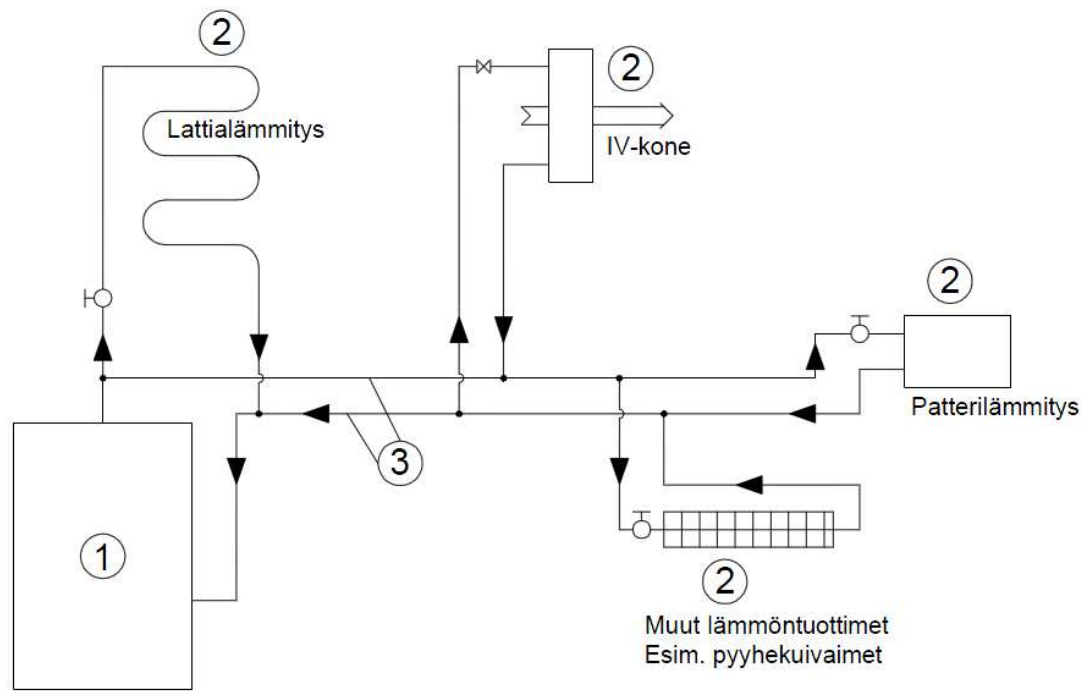 2
Lattialämmitys
2
IV-kone
2
Patterilämmitys
3
1
2
Muut lämmöntuottimet
Esim. pyyhekuivaimet